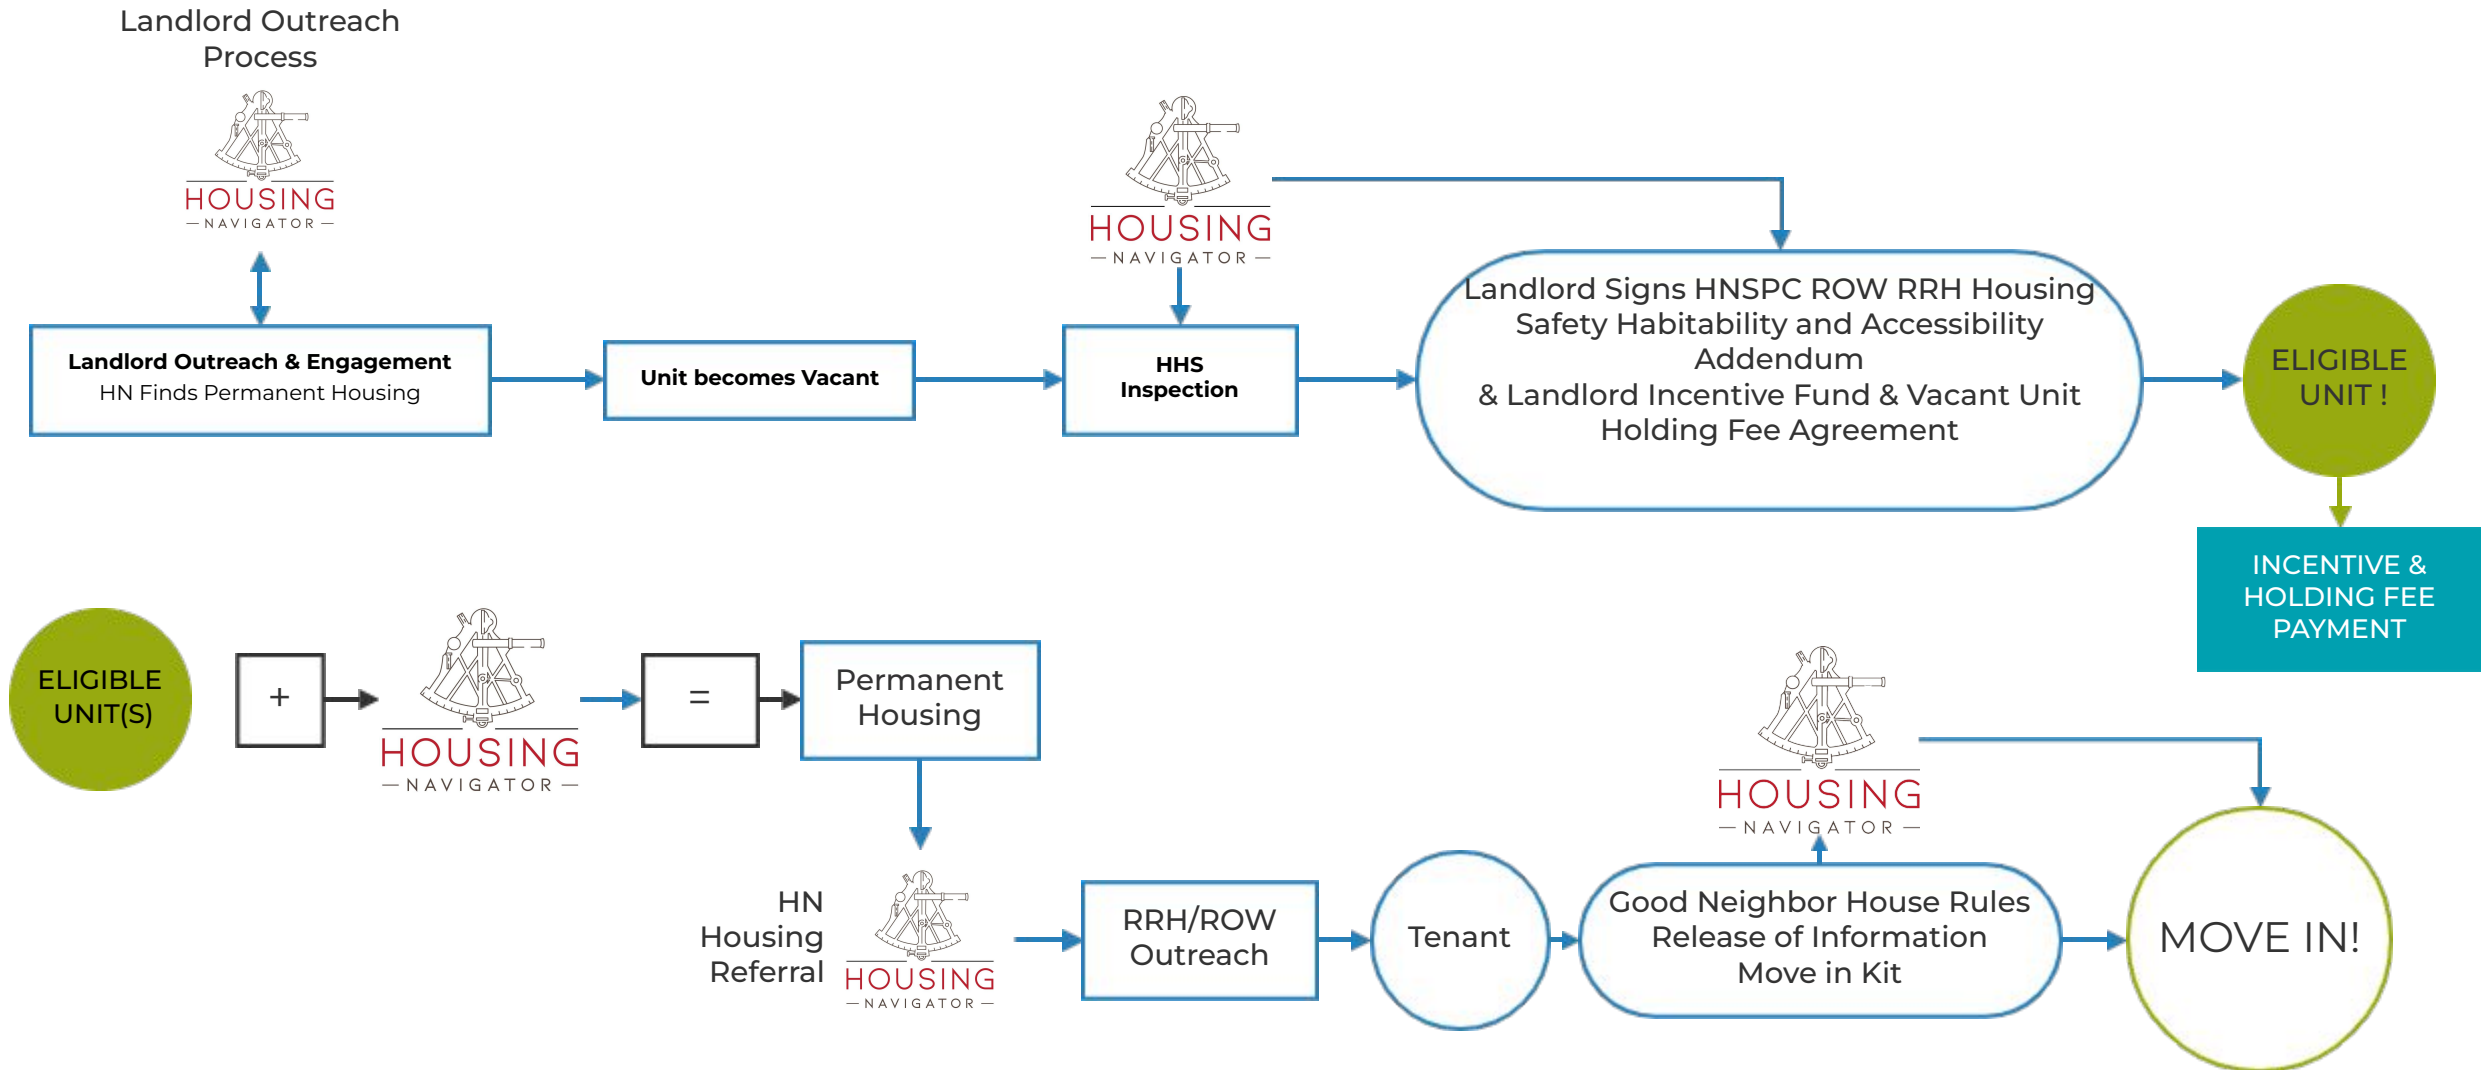 Landlord Outreach
Process
HOUSING
NAVIGATOR
Landlord Outreach & Engagement
HN Finds Permanent Housing
Unit becomes Vacant
HOUSING
NAVIGATOR
HHS
Inspection
Landlord Signs HNSPC ROW RRH Housing
Safety Habitability and Accessibility
Addendum
& Landlord Incentive Fund & Vacant Unit
Holding Fee Agreement
ELIGIBLE
UNIT !
INCENTIVE &
HOLDING FEE
PAYMENT
ELIGIBLE
UNIT(S)
+
HOUSING
NAVIGATOR
=
Permanent
Housing
HN
Housing
Referral
HOUSING
NAVIGATOR
RRH/ROW
Outreach
Tenant
Good Neighbor House Rules
Release of Information
Move in Kit
HOUSING
NAVIGATOR
MOVE IN!